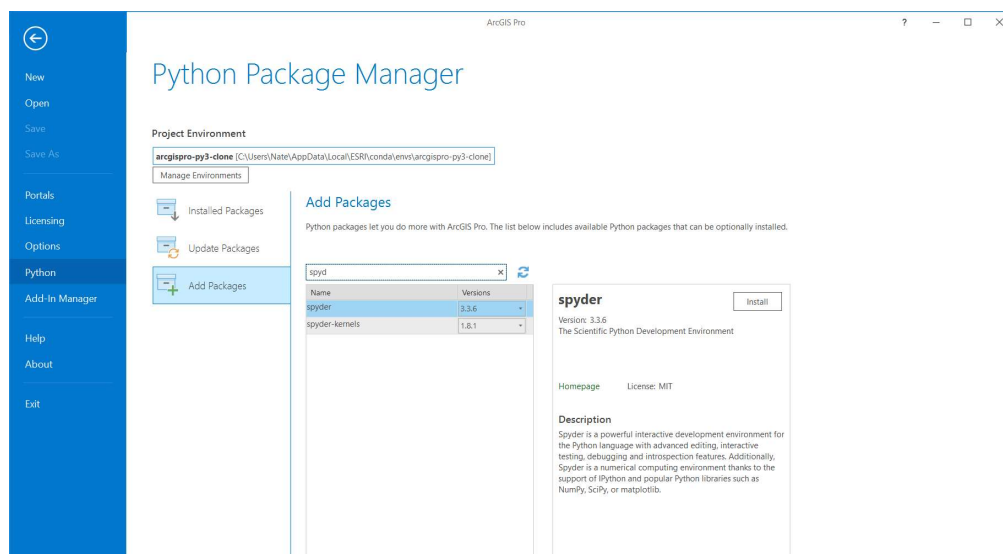 ArcGIS Pro
?
New
Open
Save
Save As
Portals
Licensing
Options
Python
Add-In Manager
Help
About
Exit
Python Package Manager
Project Environment
arcgispro-py3-clone [C:\Users\Nate\AppData\Local\ESRI\conda\envs\arcgispro-py3-clone]
Manage Environments
Installed Packages
Update Packages
Add Packages
Add Packages
Python packages let you do more with ArcGIS Pro. The list below includes available Python packages that can be optionally installed.
spyd
Name Versions
spyder 3.3.6
spyder-kernels 1.8.1
spyder Install
Version: 3.3.6
The Scientific Python Development Environment
Homepage License: MIT
Description
Spyder is a powerful interactive development environment for
the Python language with advanced editing, interactive
testing, debugging and introspection features. Additionally,
Spyder is a numerical computing environment thanks to the
support of IPython and popular Python libraries such as
NumPy, SciPy, or matplotlib.